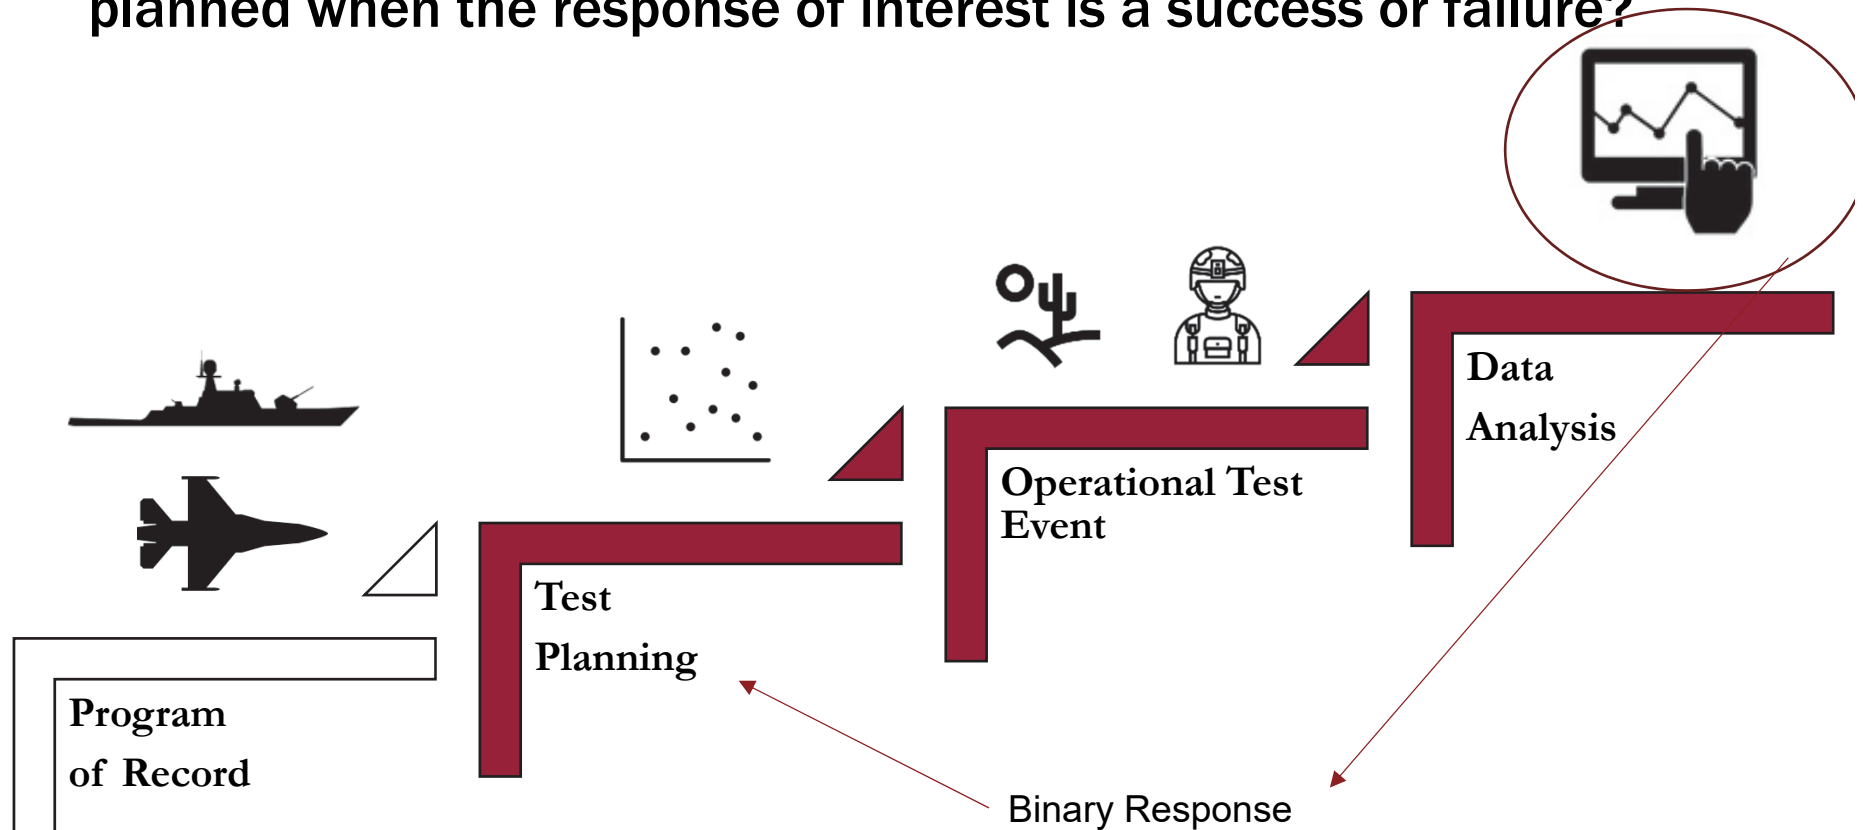 planned when the response of interest is a success or failure?
Data
Analysis
Operational Test
Event
Test
Planning
Program
of Record
Binary Response